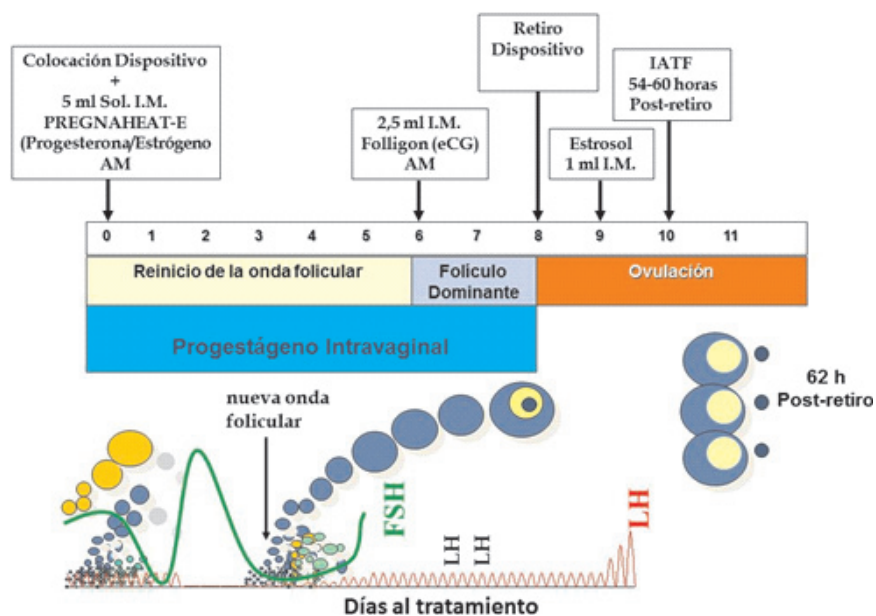 Colocación Dispositivo
+
5 ml Sol. I.M.
PREGNAHEAT-E
(Progesterona/Estrógeno
AM
2,5 ml I.M.
Folligon (eCG)
AM
Retiro
Dispositivo
Estrosol
1 ml I.M.
IATF
54-60 horas
Post-retiro
0 1 2 3 4 5 6 7 8 9 10 11
Reinicio de la onda folicular
Folículo
Dominante
Ovulación
Progestágeno Intravaginal
nueva onda
folicular
62 h
Post-retiro
FSH
LH
LH
LH
Días al tratamiento